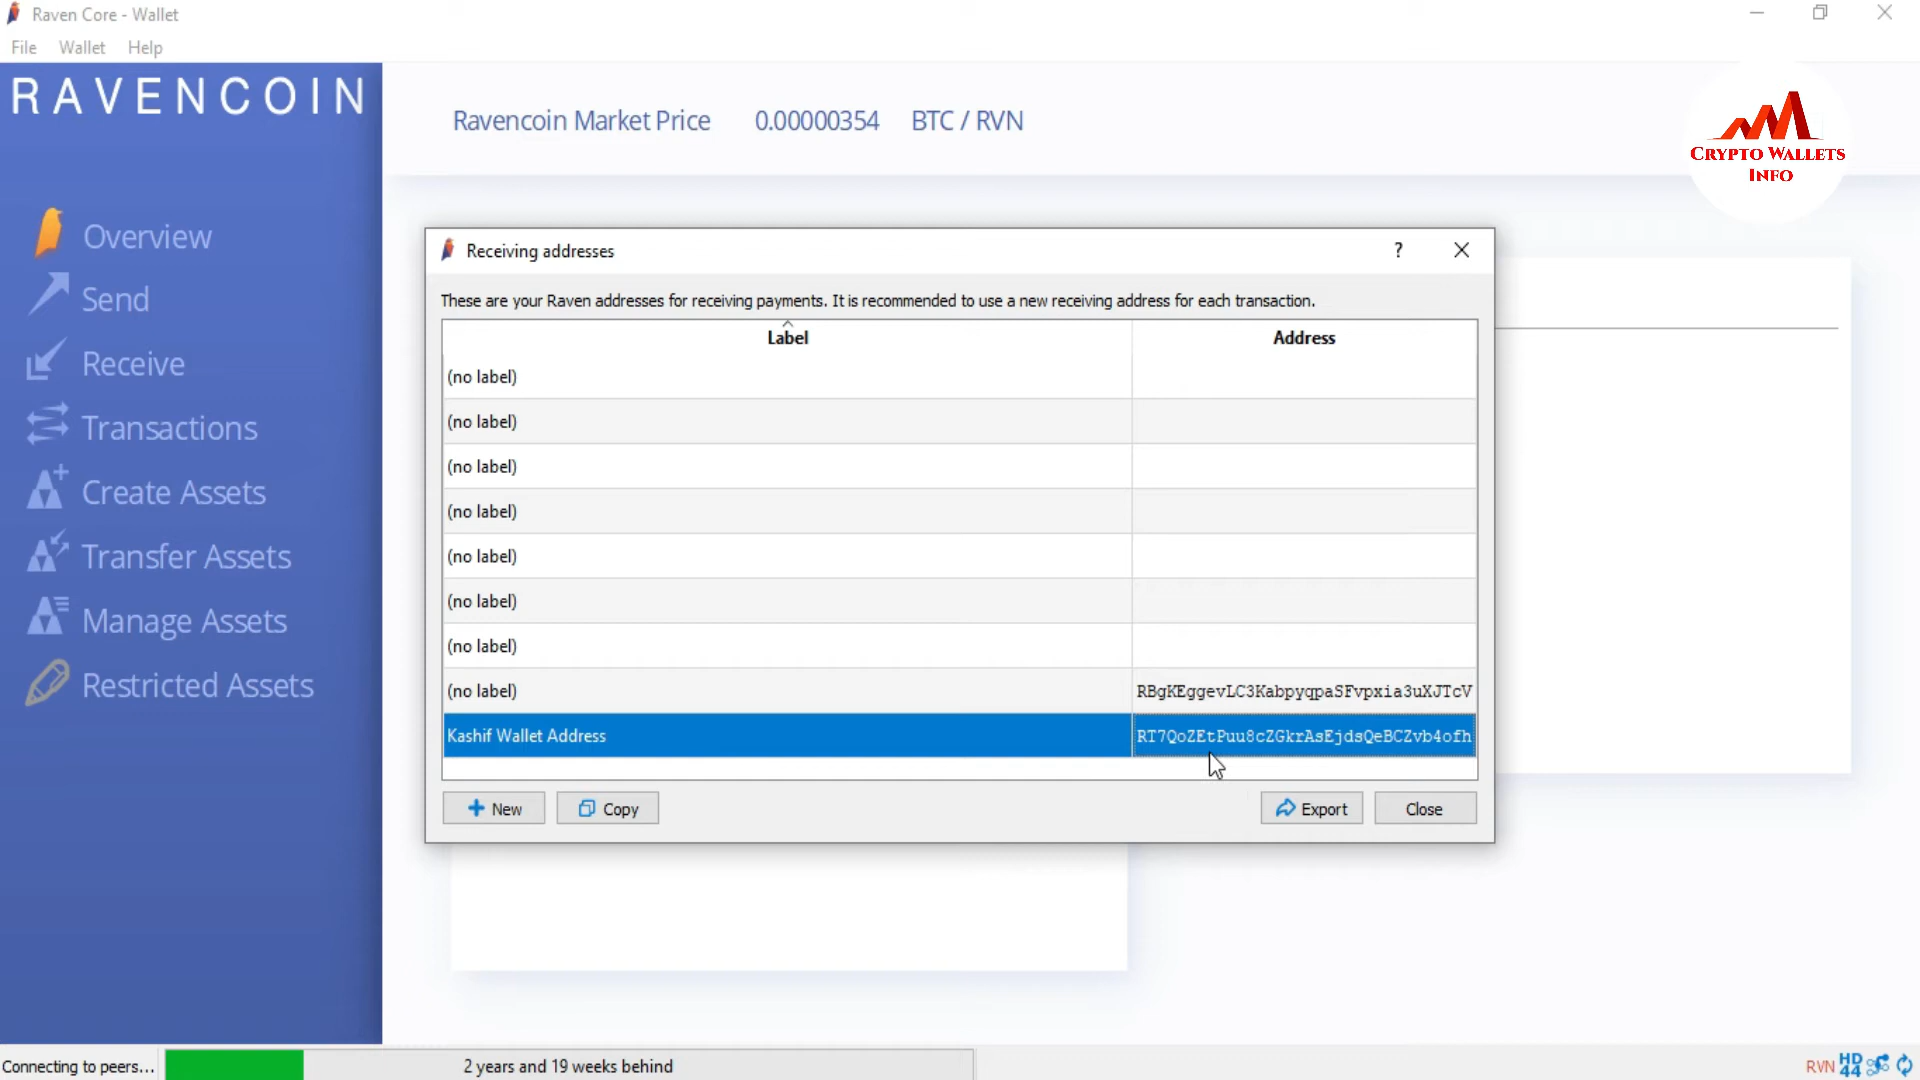 Raven Core - Wallet
File Wallet Help
RAVENCOIN
Ravencoin Market Price 0.00000354 BTC / RVN
CRYPTO WALLETS
INFO
Overview
Send
Receive
Transactions
Create Assets
Transfer Assets
Manage Assets
Restricted Assets
Receiving addresses ?
These are your Raven addresses for receiving payments. It is recommended to use a new receiving address for each transaction.
Label Address
(no label)
(no label)
(no label)
(no label)
(no label)
(no label)
(no label)
(no label) RBgKEggevLC3KabpyqpaSFvpxia3uXJTcV
Kashif Wallet Address RT7QoZEtPuu8cZGkrAsEjdsQeBCZvb4ofh
New Copy Export Close
Connecting to peers... 2 years and 19 weeks behind RVN HD
44